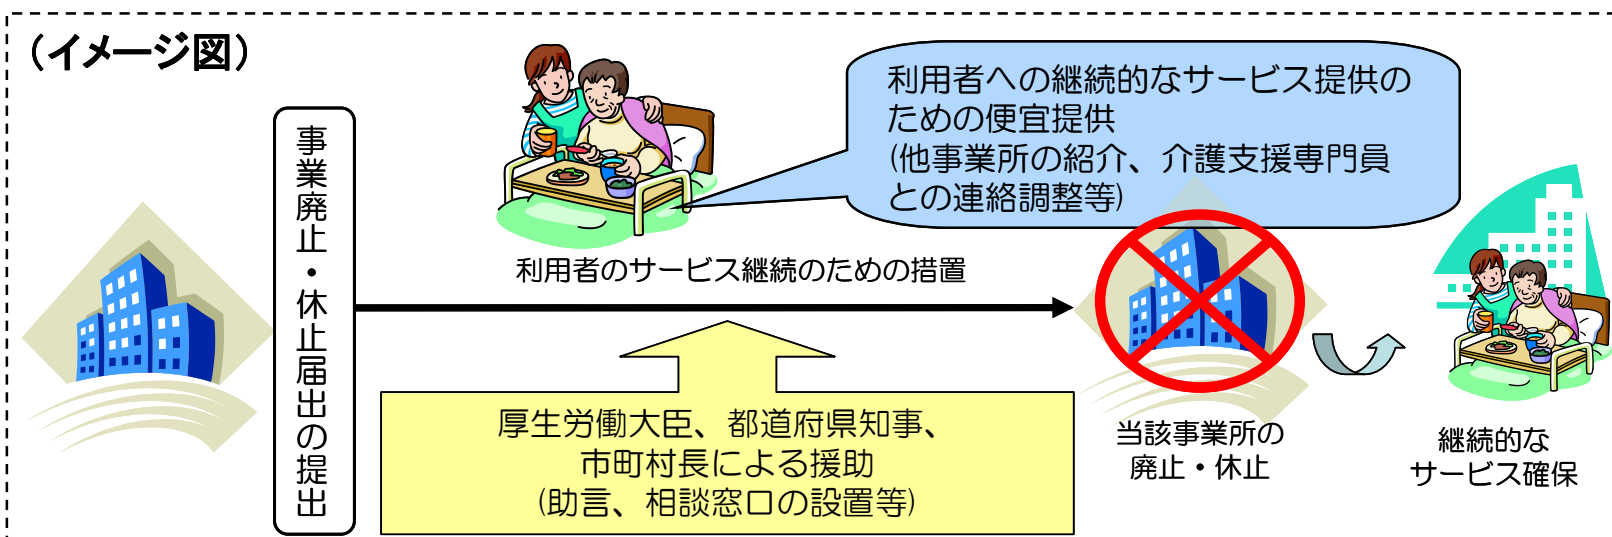 （イメージ図）
事業廃止・休止届出の提出
利用者への継続的なサービス提供の
ための便宜提供
(他事業所の紹介、介護支援専門員
との連絡調整等)
利用者のサービス継続のための措置
厚生労働大臣、都道府県知事、
市町村長による援助
(助言、相談窓口の設置等)
当該事業所の
廃止・休止
継続的な
サービス確保